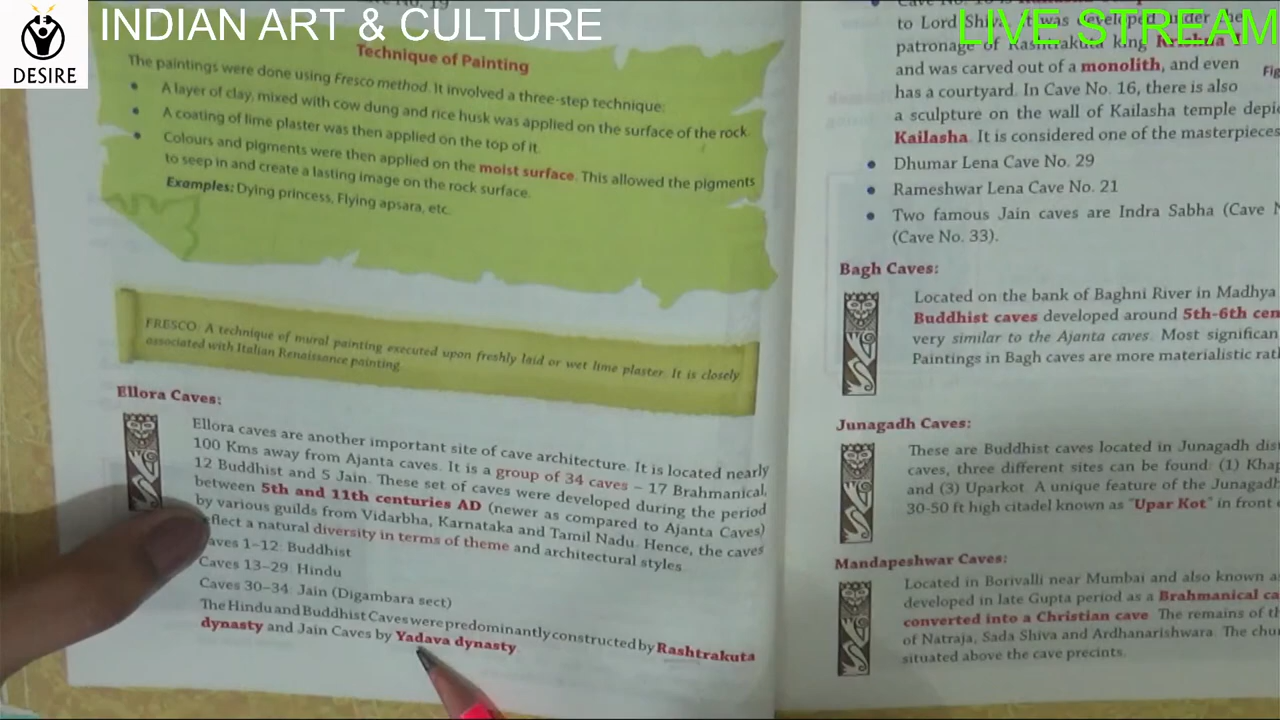 INDIAN ART & CULTURE
LIVE STREAM
DESIRE
Technique of Painting
The paintings were done using Fresco method. It involved a three-step technique:
• A layer of clay, mixed with cow dung and rice husk was applied on the surface of the rock.
• A coating of lime plaster was then applied on the top of it.
• Colours and pigments were then applied on the moist surface. This allowed the pigments
to seep in and create a lasting image on the rock surface.
Examples: Dying princess, Flying apsara, etc.
FRESCO: A technique of mural painting executed upon freshly laid or wet lime plaster. It is closely
associated with Italian Renaissance painting.
Ellora Caves:
Ellora caves are another important site of cave architecture. It is located nearly
100 Kms away from Ajanta caves. It is a group of 34 caves – 17 Brahmanical,
12 Buddhist and 5 Jain. These set of caves were developed during the period
between 5th and 11th centuries AD (newer as compared to Ajanta Caves)
by various guilds from Vidarbha, Karnataka and Tamil Nadu. Hence, the caves
reflect a natural diversity in terms of theme and architectural styles.
Caves 1–12: Buddhist
Caves 13–29: Hindu
Caves 30–34: Jain (Digambara sect)
The Hindu and Buddhist Caves were predominantly constructed by Rashtrakuta
dynasty and Jain Caves by Yadava dynasty
to Lord It was developed under the
patronage of Rashtrakuta king Krishna
and was carved out of a monolith, and even
has a courtyard. In Cave No. 16, there is also
a sculpture on the wall of Kailasha temple
Kailasha. It is considered one of the masterpieces
• Dhumar Lena Cave No. 29
• Rameshwar Lena Cave No. 21
• Two famous Jain caves are Indra Sabha (Cave
(Cave No. 33).
Bagh Caves:
Located on the bank of Baghni River in Madhya
Buddhist caves developed around 5th-6th
very similar to the Ajanta caves. Most
Paintings in Bagh caves are more materialistic
Junagadh Caves:
These are Buddhist caves located in Junagadh
caves, three different sites can be found: (1)
and (3) Uparkot. A unique feature of the
30-50 ft high citadel known as "Upar Kot" in front
Mandapeshwar Caves:
Located in Borivalli near Mumbai and also known
developed in late Gupta period as a Brahmanical
converted into a Christian cave. The remains of
of Natraja, Sada Shiva and Ardhanarishwara. The
situated above the cave precints.